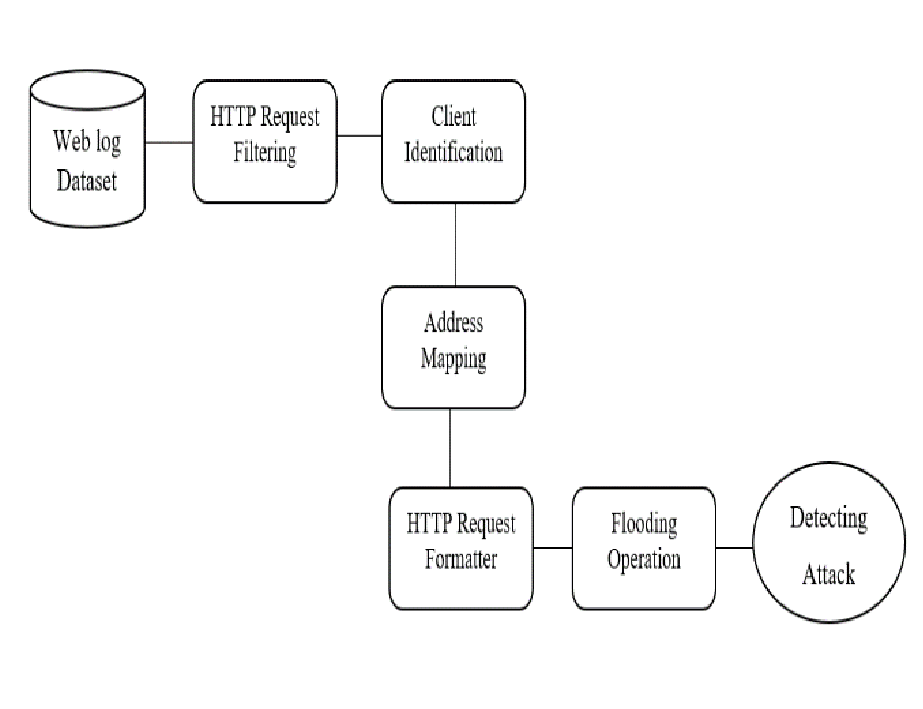 Web log
Dataset
HTTP Request
Filtering
Client
Identification
Address
Mapping
HTTP Request
Formatter
Flooding
Operation
Detecting
Attack